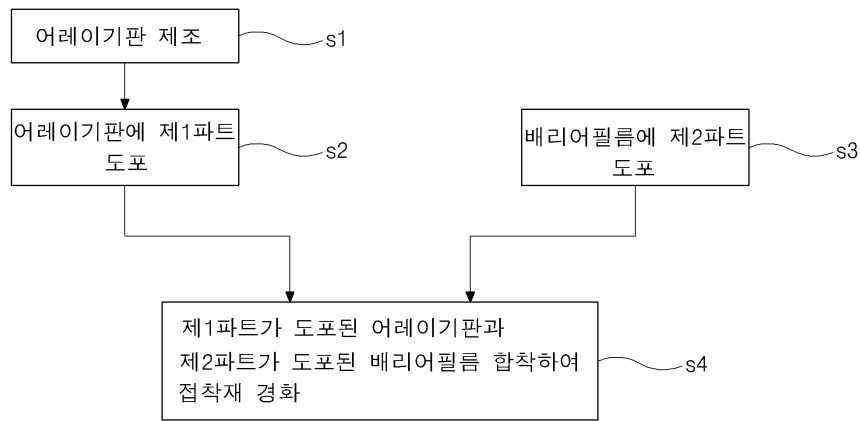 어레이기판 제조
s1
어레이기판에 제1파트
도포
s2
배리어필름에 제2파트
도포
s3
제1파트가 도포된 어레이기판과
제2파트가 도포된 배리어필름 합착하여
접착재 경화
s4